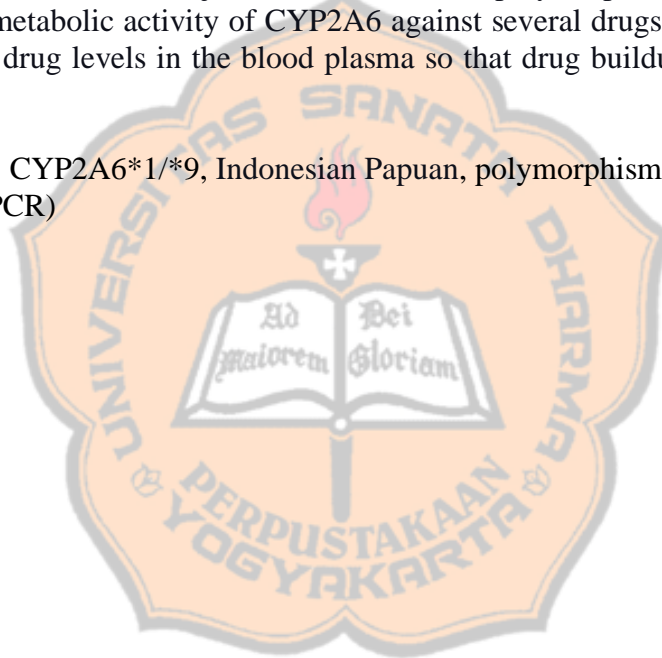 metabolic activity of CYP2A6 against several drugs
drug levels in the blood plasma so that drug buildu
CYP2A6*1/*9, Indonesian Papuan, polymorphism
PCR)
UNIVERSITAS SANATA DHARMA
Ad Dei
Maiorem Gloriam
PERPUSTAKAAN
YOGYAKARTA